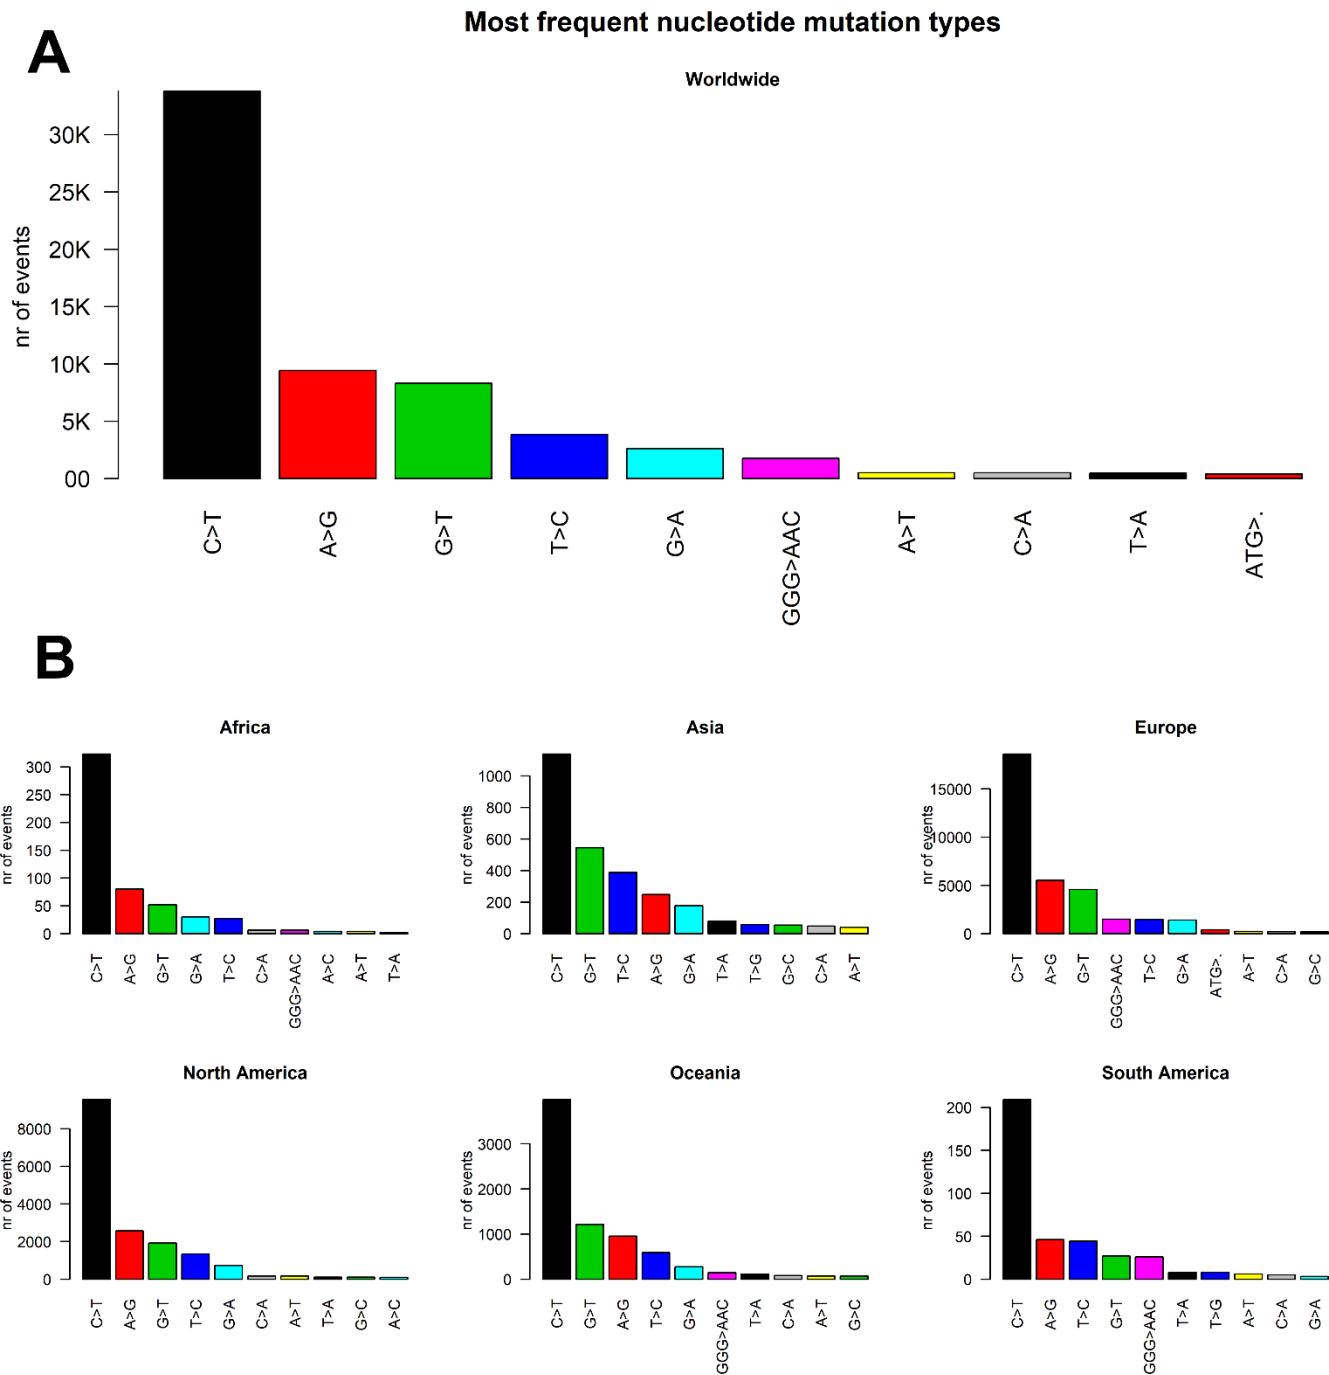 Most frequent nucleotide mutation types
A
Worldwide
nr of events
30K
25K
20K
15K
10K
5K
00
C>T
A>G
G>T
T>C
G>A
GGG>AAC
A>T
C>A
T>A
ATG>.
B
Africa
nr of events
300
250
200
150
100
50
0
C>T
A>G
G>T
G>A
T>C
C>A
GGG>AAC
A>C
A>T
T>A
Asia
nr of events
1000
800
600
400
200
0
C>T
G>T
T>C
A>G
G>A
T>A
T>G
G>C
C>A
A>T
Europe
nr of events
15000
10000
5000
0
C>T
A>G
G>T
GGG>AAC
T>C
G>A
ATG>.
A>T
C>A
G>C
North America
nr of events
8000
6000
4000
2000
0
C>T
A>G
G>T
T>C
G>A
C>A
A>T
T>A
G>C
A>C
Oceania
nr of events
3000
2000
1000
0
C>T
G>T
A>G
T>C
G>A
GGG>AAC
T>A
C>A
A>T
G>C
South America
nr of events
200
150
100
50
0
C>T
A>G
T>C
G>T
GGG>AAC
T>A
T>G
A>T
C>A
G>A